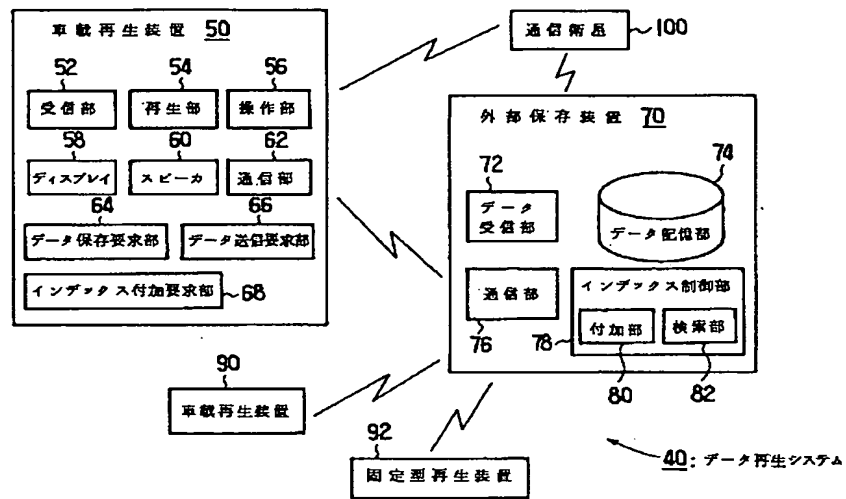 車載再生装置 50
52 54 56
受信部 再生部 操作部
58 60 62
ディスプレイ スピーカ 通信部
64 66
データ保存要求部 データ送信要求部
インデックス付加要求部 68
通信衛星 100
外部保存装置 70
72
データ
受信部
74
データ記憶部
通信部
76
インデックス制御部
78 付加部 検索部
80 82
90
車載再生装置
92
固定型再生装置
40:データ再生システム